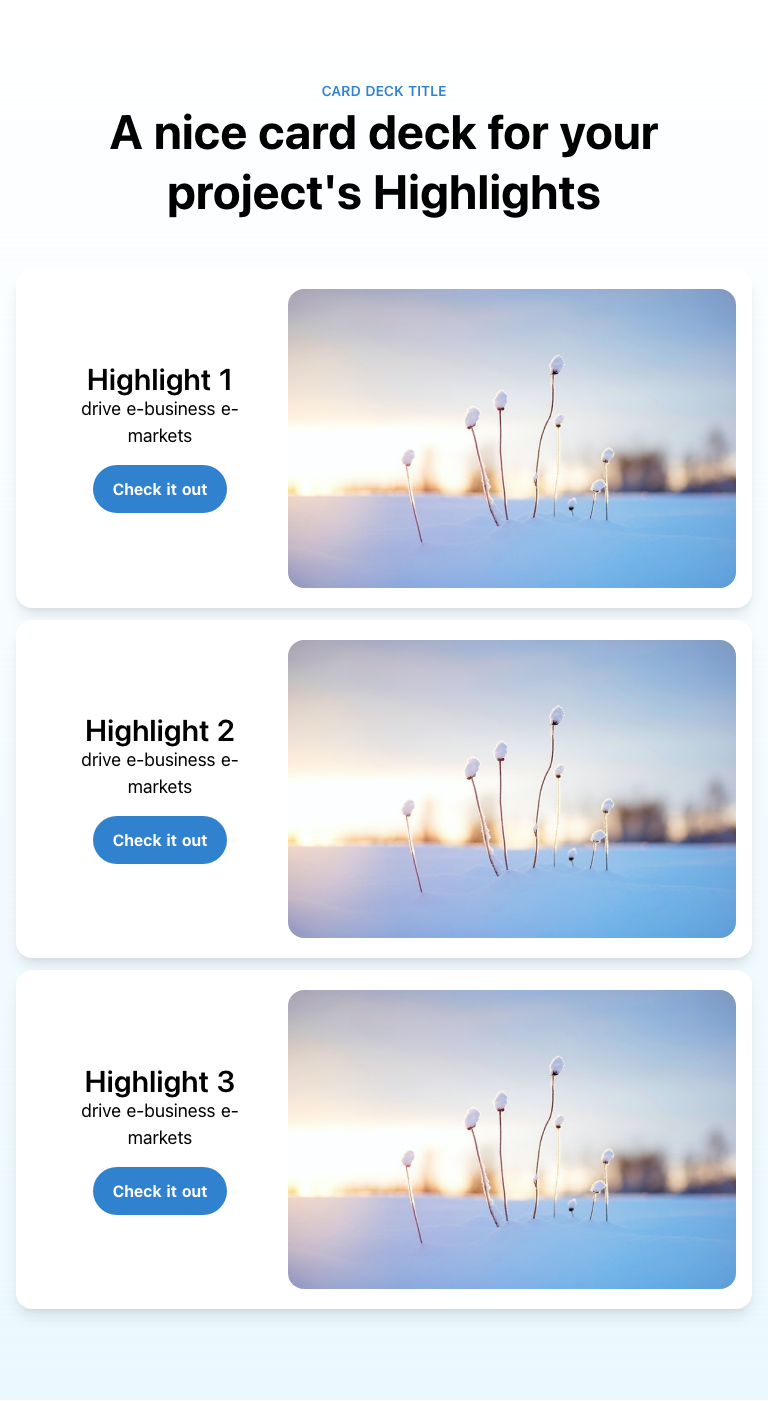 CARD DECK TITLE
A nice card deck for your
project's Highlights
Highlight 1
drive e-business e-
markets
Check it out
Highlight 2
drive e-business e-
markets
Check it out
Highlight 3
drive e-business e-
markets
Check it out